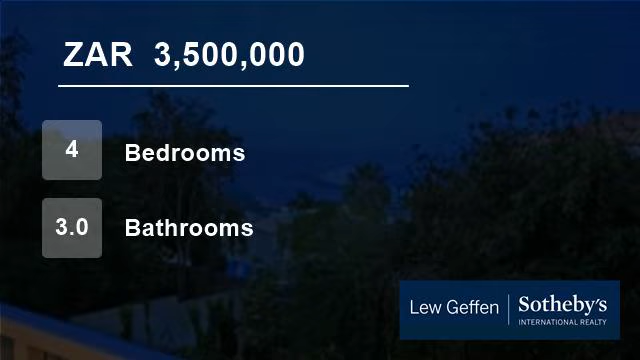 ZAR 3,500,000
4 Bedrooms
3.0 Bathrooms
Lew Geffen Sotheby's
INTERNATIONAL REALTY